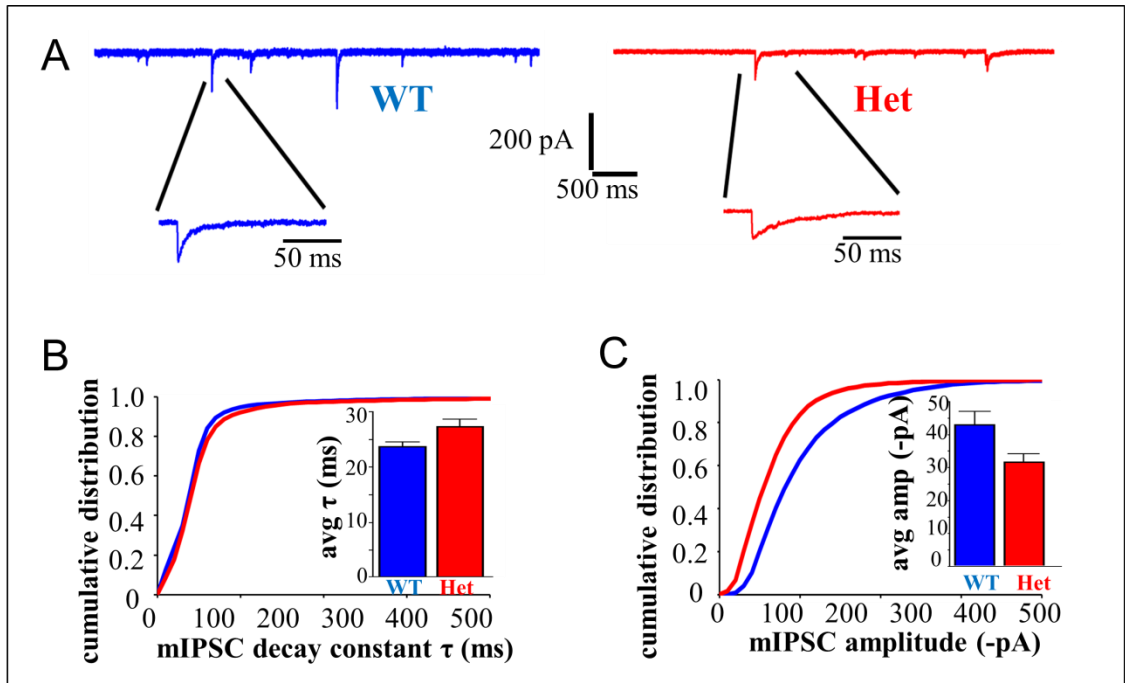 A
WT
Het
200 pA
500 ms
50 ms
50 ms
B
cumulative distribution
1.0
0.8
0.6
0.4
0.2
0
0 100 200 300 400 500
mIPSC decay constant τ (ms)
avg τ (ms)
30
20
10
0
WT Het
C
cumulative distribution
1.0
0.8
0.6
0.4
0.2
0
0 100 200 300 400 500
mIPSC amplitude (-pA)
avg amp (-pA)
50
40
30
20
10
0
WT Het